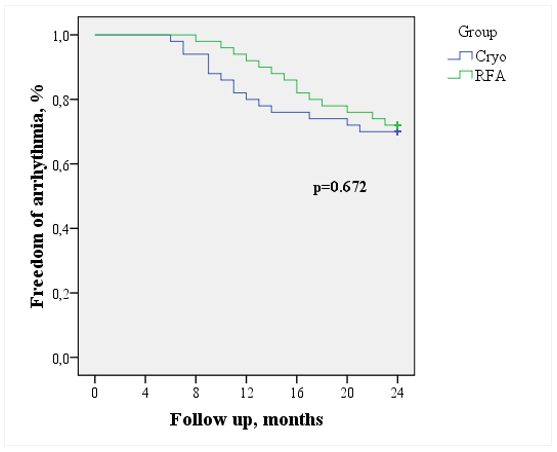 Group
Cryo
RFA
1,0
0,8
0,6
0,4
0,2
0,0
Freedom of arrhythmia, %
p=0.672
0 4 8 12 16 20 24
Follow up, months